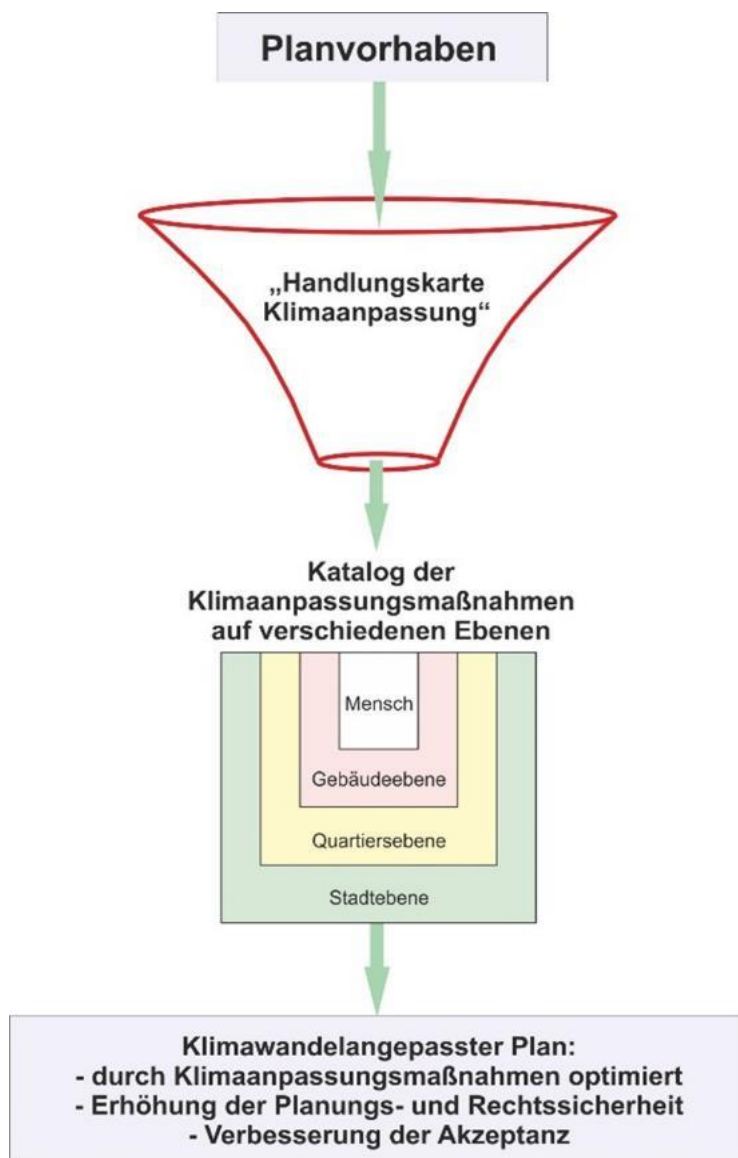 Planvorhaben
„Handlungskarte
Klimaanpassung“
Katalog der
Klimaanpassungsmaßnahmen
auf verschiedenen Ebenen
Mensch
Gebäudeebene
Quartiersebene
Stadtebene
Klimawandelangepasster Plan:
- durch Klimaanpassungsmaßnahmen optimiert
- Erhöhung der Planungs- und Rechtssicherheit
- Verbesserung der Akzeptanz